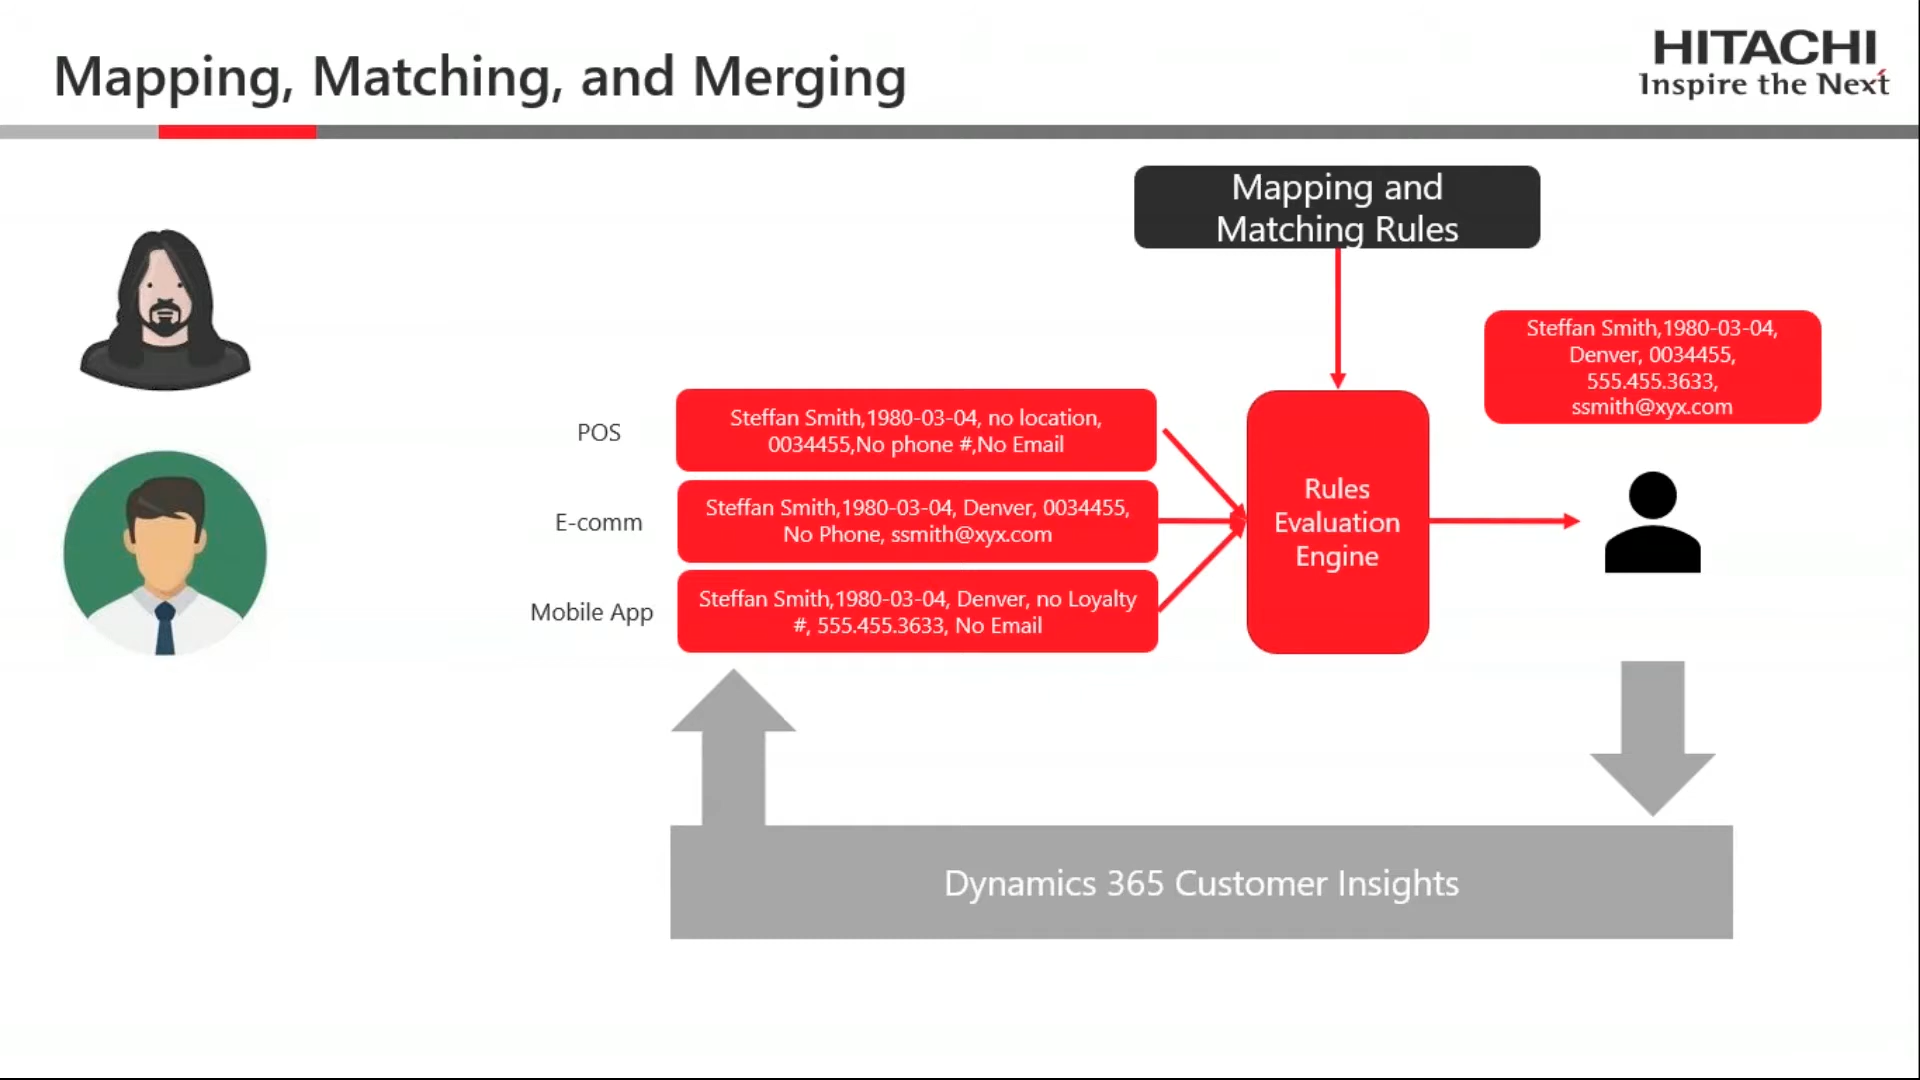 Mapping, Matching, and Merging
HITACHI
Inspire the Next
Mapping and
Matching Rules
Steffan Smith,1980-03-04,
Denver, 0034455,
555.455.3633,
ssmith@xyx.com
POS
Steffan Smith,1980-03-04, no location,
0034455,No phone #,No Email
E-comm
Steffan Smith,1980-03-04, Denver, 0034455,
No Phone, ssmith@xyx.com
Mobile App
Steffan Smith,1980-03-04, Denver, no Loyalty
#, 555.455.3633, No Email
Rules
Evaluation
Engine
Dynamics 365 Customer Insights